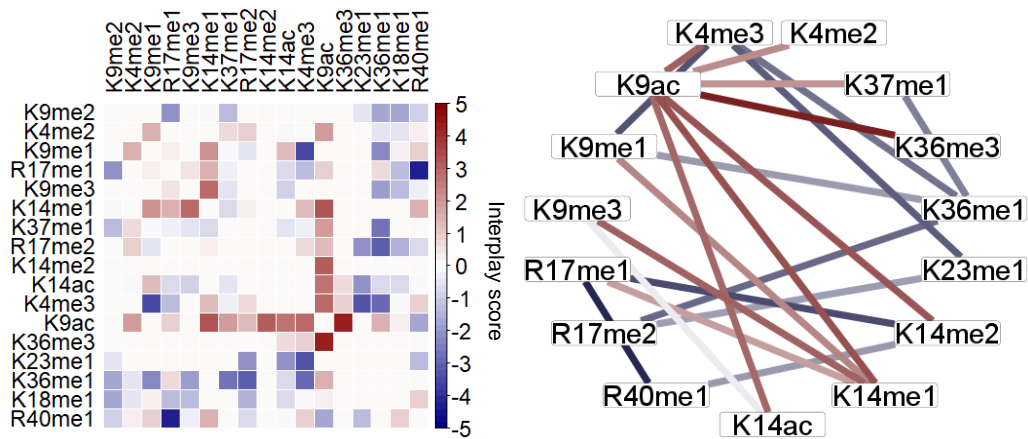 K9me2
K4me2
K9me1
R17me1
K9me3
K14me1
K37me1
R17me2
K14me2
K14ac
K4me3
K9ac
K36me3
K23me1
K36me1
K18me1
R40me1
K9me2
K4me2
K9me1
R17me1
K9me3
K14me1
K37me1
R17me2
K14me2
K14ac
K4me3
K9ac
K36me3
K23me1
K36me1
K18me1
R40me1
5
4
3
2
1
0
-1
-2
-3
-4
-5
Interplay score
K4me3
K4me2
K9ac
K37me1
K9me1
K36me3
K9me3
K36me1
R17me1
K23me1
R17me2
K14me2
R40me1
K14me1
K14ac